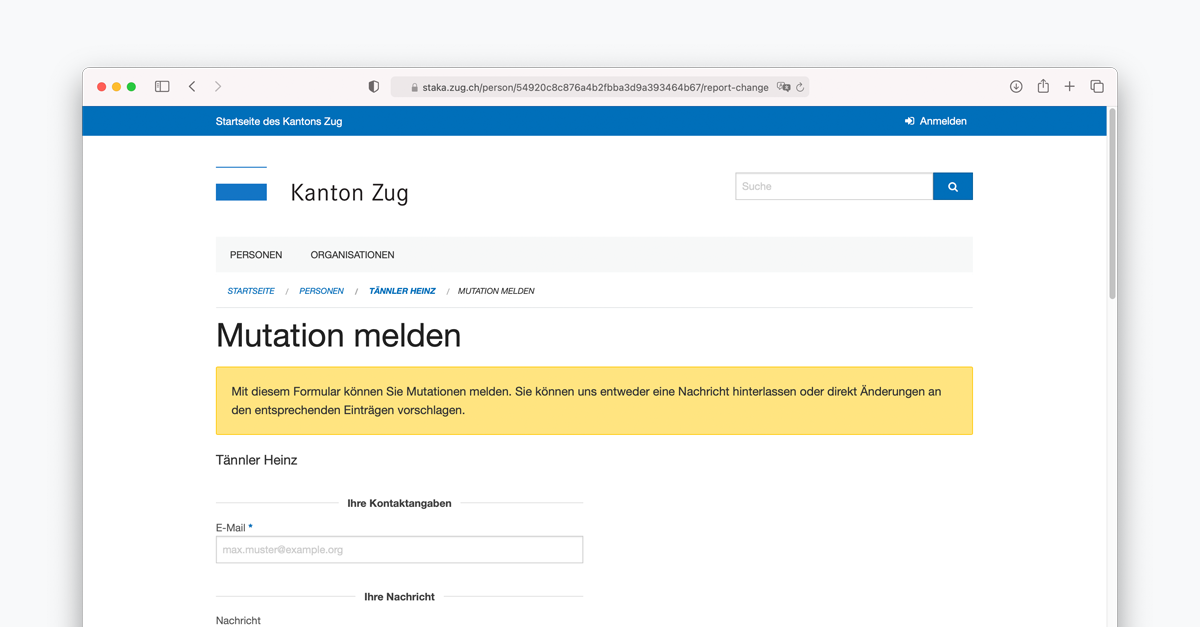 staka.zug.ch/person/54920c8c876a4b2fbba3d9a393464b67/report-change
Startseite des Kantons Zug
Anmelden
Kanton Zug
Suche
PERSONEN ORGANISATIONEN
STARTSEITE / PERSONEN / TÄNNLER HEINZ / MUTATION MELDEN
Mutation melden
Mit diesem Formular können Sie Mutationen melden. Sie können uns entweder eine Nachricht hinterlassen oder direkt Änderungen an
den entsprechenden Einträgen vorschlagen.
Tännler Heinz
Ihre Kontaktangaben
E-Mail *
max.muster@example.org
Ihre Nachricht
Nachricht